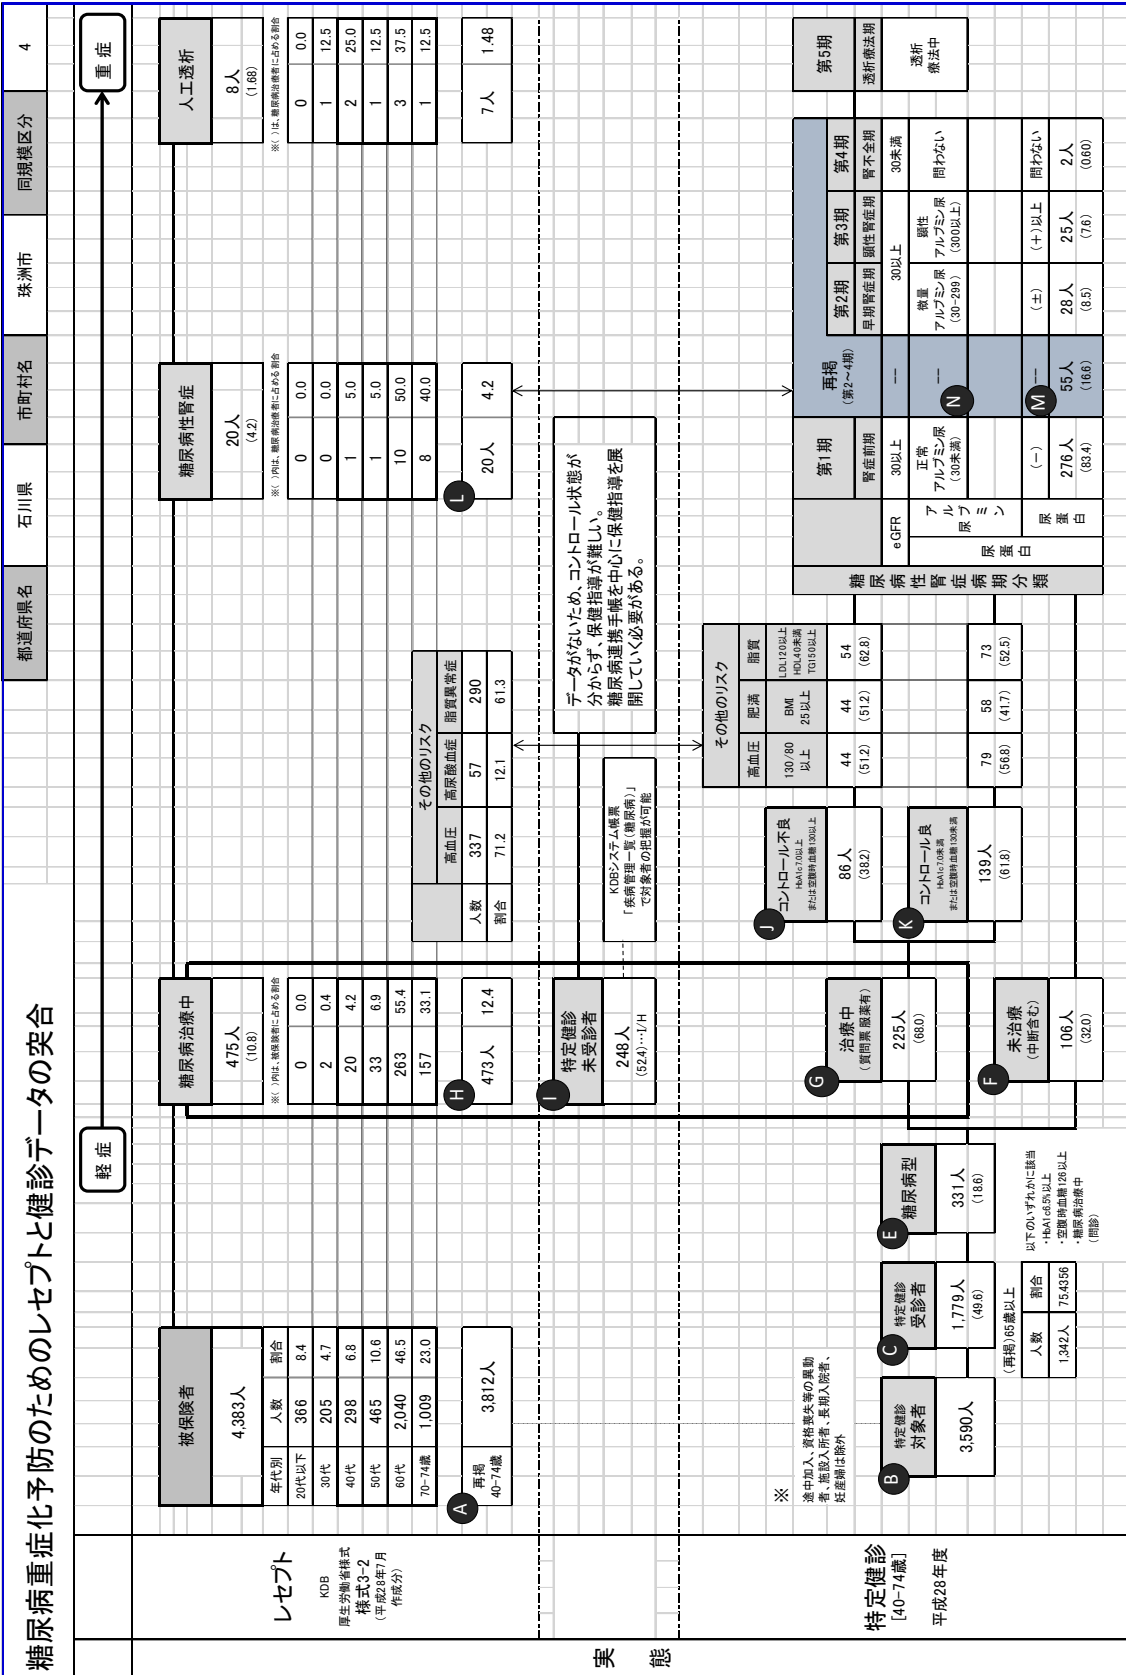 糖尿病重症化予防のためのレセプトと健診データの突合
都道府県名 石川県 市町村名 珠洲市 同規模区分 4
軽症 重症
実態
レセプト
KDB
厚生労働省様式
様式3-2
(平成28年7月
作成分)
被保険者
4,383人
年代別 人数 割合
20代以下 366 8.4
30代 205 4.7
40代 298 6.8
50代 465 10.6
60代 2,040 46.5
70-74歳 1,009 23.0
A
再掲
40-74歳
3,812人
糖尿病治療中
475人
(10.8)
※( )内は、被保険者に占める割合
0 0.0
2 0.4
20 4.2
33 6.9
263 55.4
157 33.1
H
473人 12.4
その他のリスク
高血圧 高尿酸血症 脂質異常症
人数 337 57 290
割合 71.2 12.1 61.3
糖尿病性腎症
20人
(4.2)
※( )内は、糖尿病治療者に占める割合
0 0.0
0 0.0
1 5.0
1 5.0
10 50.0
8 40.0
L
20人 4.2
人工透析
8人
(1.68)
※( )は、糖尿病治療者に占める割合
0 0.0
1 12.5
2 25.0
1 12.5
3 37.5
1 12.5
7人 1.48
I
特定健診
未受診者
248人
(52.4)…I/H
KDBシステム帳票
「疾病管理一覧(糖尿病)」
で対象者の把握が可能
データがないため、コントロール状態が
分からず、保健指導が難しい。
糖尿病連携手帳を中心に保健指導を展
開していく必要がある。
特定健診
[40-74歳]
平成28年度
※
途中加入、資格喪失等の異動
者、施設入所者、長期入院者、
妊産婦は除外
B
特定健診
対象者
3,590人
C
特定健診
受診者
1,779人
(49.6)
(再掲)65歳以上
人数 割合
1,342人 75.4356
E
糖尿病型
331人
(18.6)
以下のいずれかに該当
・HbA1c6.5%以上
・空腹時血糖126以上
・糖尿病治療中
(問診)
G
治療中
(質問票 服薬有)
225人
(68.0)
F
未治療
(中断含む)
106人
(32.0)
J
コントロール不良
HbA1c7.0以上
または空腹時血糖130以上
86人
(38.2)
K
コントロール良
HbA1c7.0未満
または空腹時血糖130未満
139人
(61.8)
その他のリスク
高血圧 肥満 脂質
130/80
以上
BMI
25以上
LDL120以上
HDL40未満
TG150以上
44 44 54
(51.2) (51.2) (62.8)
79 58 73
(56.8) (41.7) (52.5)
糖尿病性腎症病期分類
eGFR
尿蛋白
尿アルブミン
尿蛋白
第1期
腎症前期
30以上
正常
アルブミン尿
(30未満)
(-)
276人
(83.4)
再掲
(第2~4期)
--
--
N
--
M
55人
(16.6)
第2期 第3期 第4期
早期腎症期 顕性腎症期 腎不全期
30以上 30未満
微量
アルブミン尿
(30-299)
顕性
アルブミン尿
(300以上)
問わない
(±) (+)以上 問わない
28人 25人 2人
(8.5) (7.6) (0.60)
第5期
透析療法期
透析
療法中